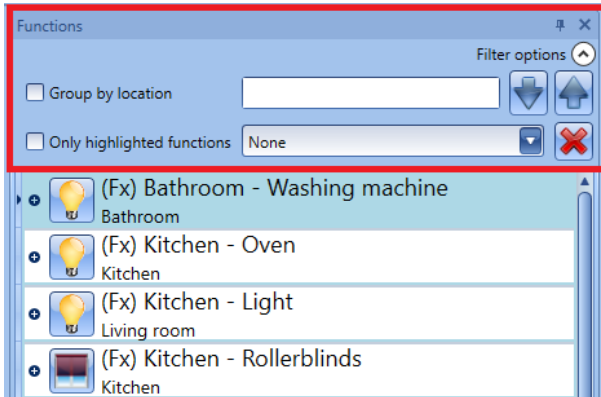 Functions
Filter options
Group by location
Only highlighted functions None
(Fx) Bathroom - Washing machine
Bathroom
(Fx) Kitchen - Oven
Kitchen
(Fx) Kitchen - Light
Living room
(Fx) Kitchen - Rollerblinds
Kitchen